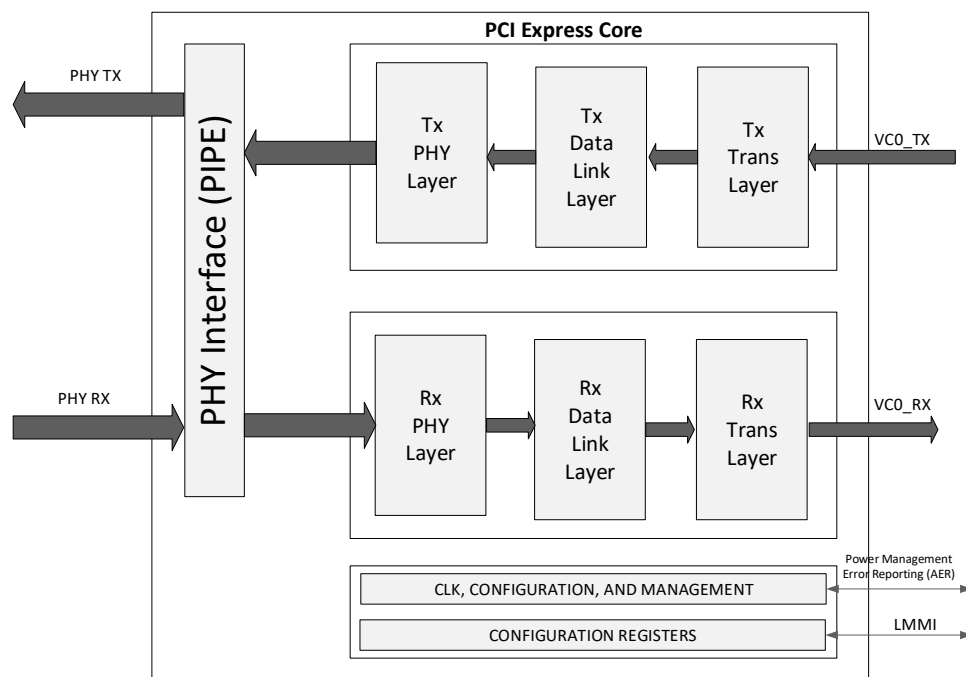 PCI Express Core
PHY TX
PHY Interface (PIPE)
Tx
PHY
Layer
Tx
Data
Link
Layer
Tx
Trans
Layer
VC0_TX
PHY RX
Rx
PHY
Layer
Rx
Data
Link
Layer
Rx
Trans
Layer
VC0_RX
Power Management
Error Reporting (AER)
CLK, CONFIGURATION, AND MANAGEMENT
CONFIGURATION REGISTERS
LMMI